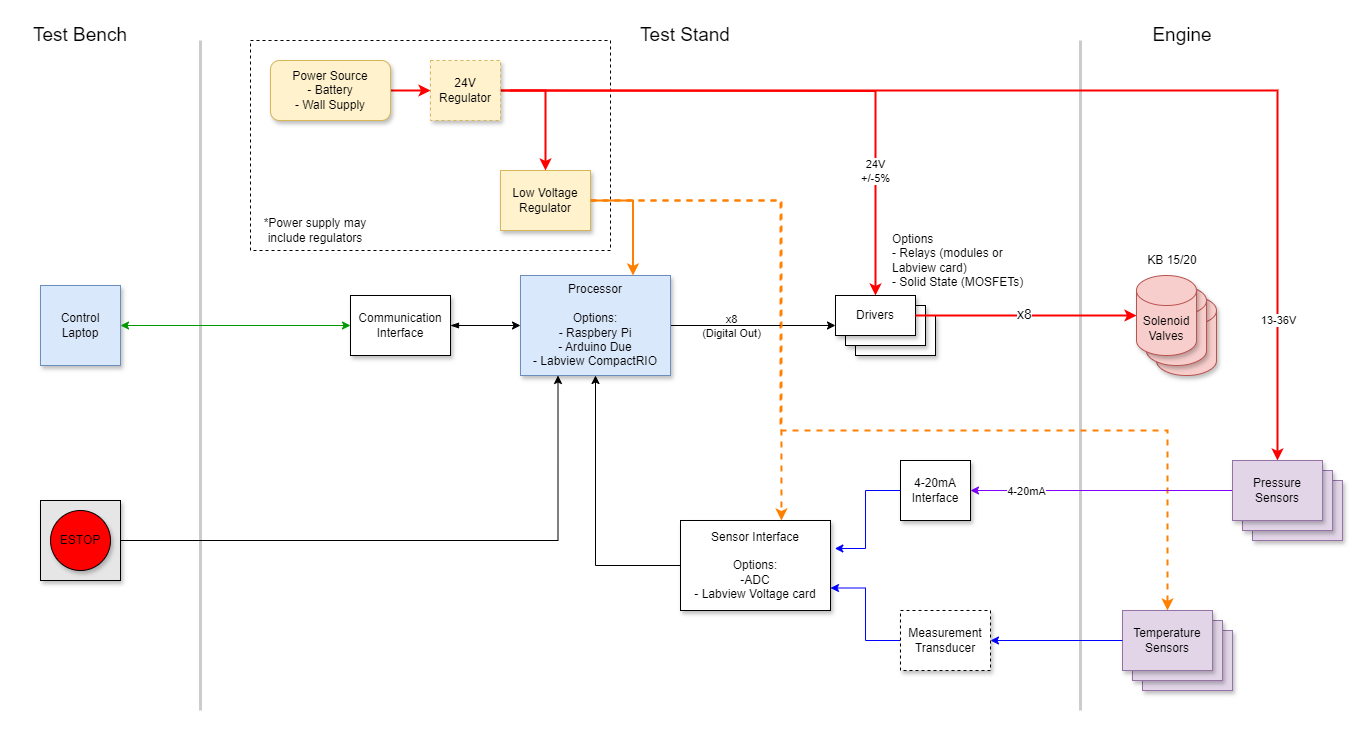 Test Bench
Test Stand
Engine
Power Source
- Battery
- Wall Supply
24V
Regulator
24V
+/-5%
Low Voltage
Regulator
*Power supply may
include regulators
Options
- Relays (modules or
Labview card)
- Solid State (MOSFETs)
KB 15/20
Control
Laptop
Communication
Interface
Processor
Options:
- Raspbery Pi
- Arduino Due
- Labview CompactRIO
x8
(Digital Out)
Drivers
x8
Solenoid
Valves
13-36V
4-20mA
Interface
4-20mA
Pressure
Sensors
ESTOP
Sensor Interface
Options:
-ADC
- Labview Voltage card
Measurement
Transducer
Temperature
Sensors